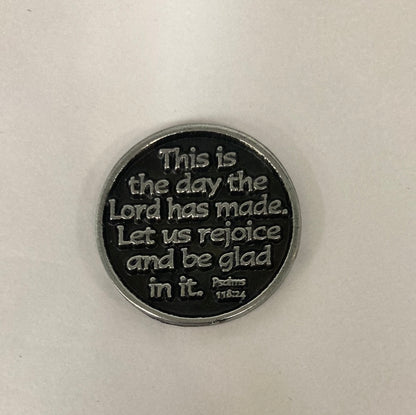 This is
the day the
Lord has made.
Let us rejoice
and be glad
in it. Psalms
118:24